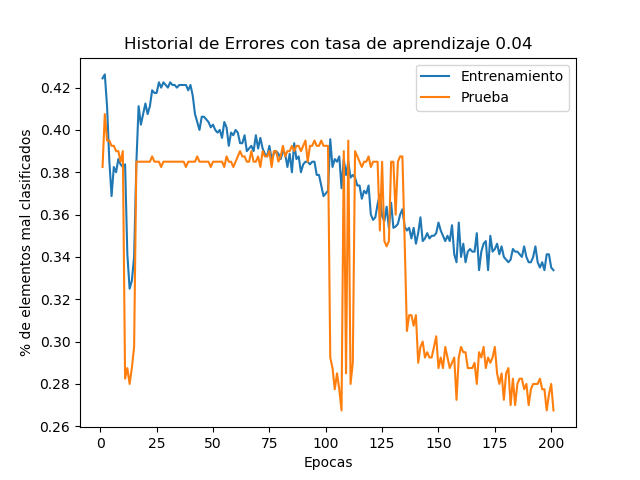 Historial de Errores con tasa de aprendizaje 0.04
Entrenamiento
Prueba
% de elementos mal clasificados
0.42
0.40
0.38
0.36
0.34
0.32
0.30
0.28
0.26
0 25 50 75 100 125 150 175 200
Epocas